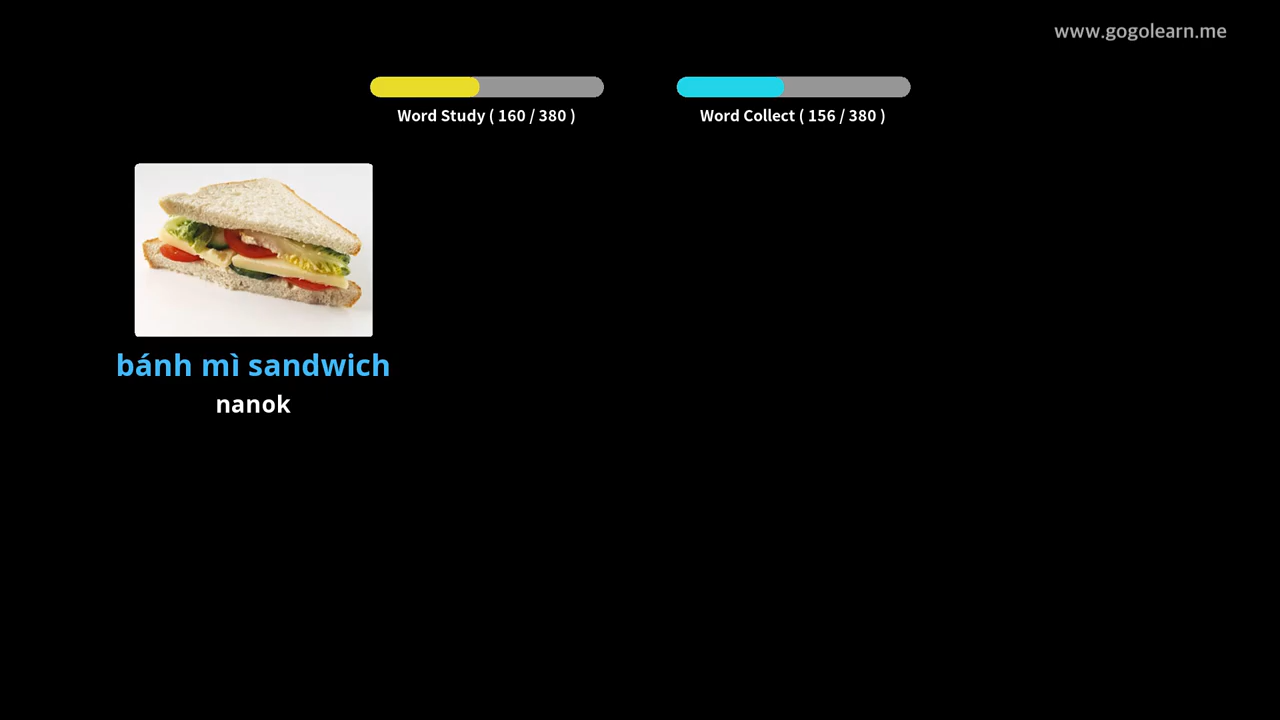 www.gogolearn.me
Word Study ( 160 / 380 )
Word Collect ( 156 / 380 )
bánh mì sandwich
nanok